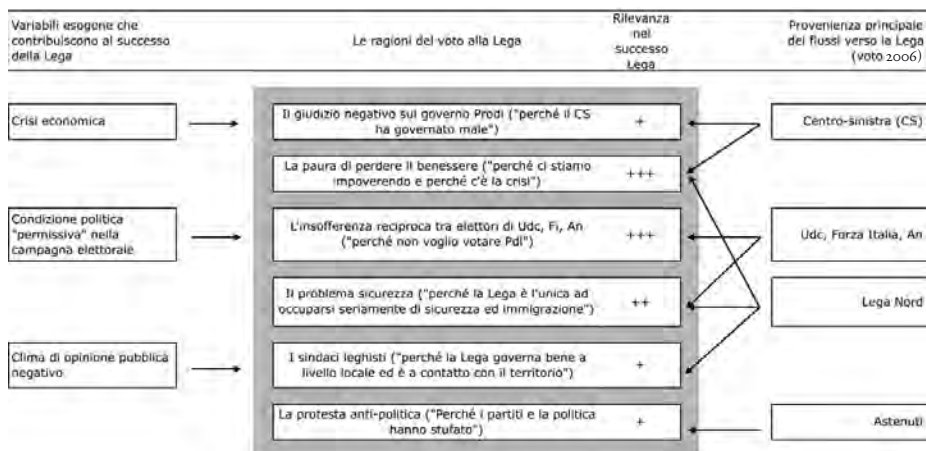 Variabili esogene che
contribuiscono al successo
della Lega
Le ragioni del voto alla Lega
Rilevanza
nel
successo
Lega
Provenienza principale
dei flussi verso la Lega
(voto 2006)
Crisi economica
Il giudizio negativo sul governo Prodi ("perché il CS
ha governato male")
+
Centro-sinistra (CS)
La paura di perdere il benessere ("perché ci stiamo
impoverendo e perché c'è la crisi")
+++
Condizione politica
"permissiva" nella
campagna elettorale
L'insofferenza reciproca tra elettori di Udc, Fi, An
("perché non voglio votare Pdl")
+++
Udc, Forza Italia, An
Il problema sicurezza ("perché la Lega è l'unica ad
occuparsi seriamente di sicurezza ed immigrazione")
++
Lega Nord
Clima di opinione pubblica
negativo
I sindaci leghisti ("perché la Lega governa bene a
livello locale ed è a contatto con il territorio")
+
La protesta anti-politica ("Perché i partiti e la politica
hanno stufato")
+
Astenuti